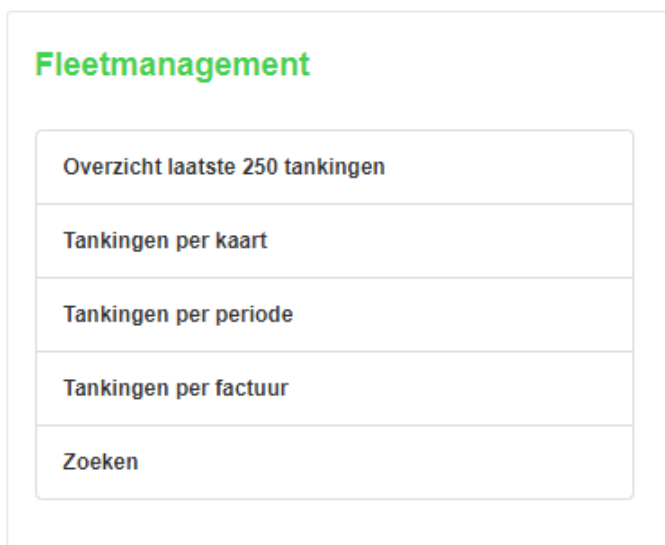 Fleetmanagement
Overzicht laatste 250 tankingen
Tankingen per kaart
Tankingen per periode
Tankingen per factuur
Zoeken